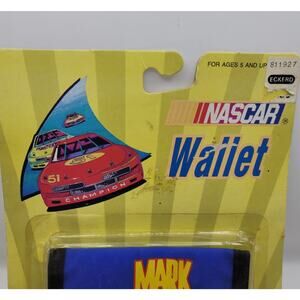 FOR AGES 5 AND UP 811927
ECKERD
NASCAR®
Wallet
51
CHAMPION
MARK